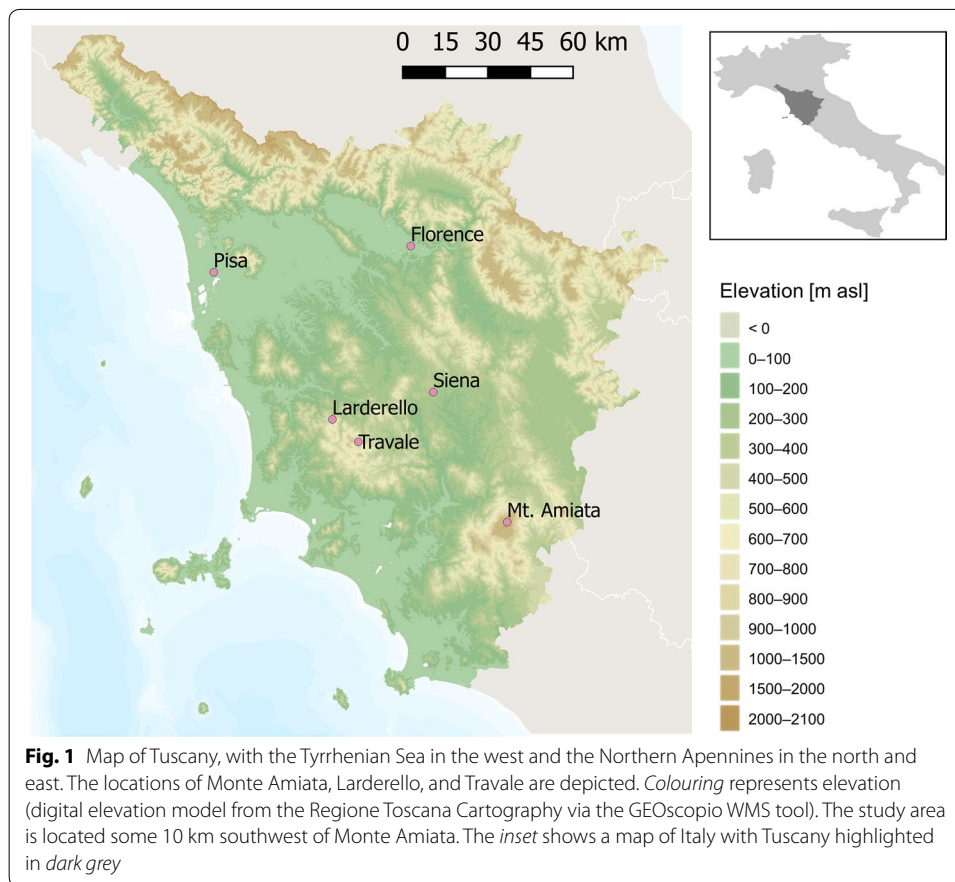 0 15 30 45 60 km
Florence
Pisa
Siena
Larderello
Travale
Mt. Amiata
Elevation [m asl]
< 0
0–100
100–200
200–300
300–400
400–500
500–600
600–700
700–800
800–900
900–1000
1000–1500
1500–2000
2000–2100
Fig. 1 Map of Tuscany, with the Tyrrhenian Sea in the west and the Northern Apennines in the north and
east. The locations of Monte Amiata, Larderello, and Travale are depicted. Colouring represents elevation
(digital elevation model from the Regione Toscana Cartography via the GEOscopio WMS tool). The study area
is located some 10 km southwest of Monte Amiata. The inset shows a map of Italy with Tuscany highlighted
in dark grey